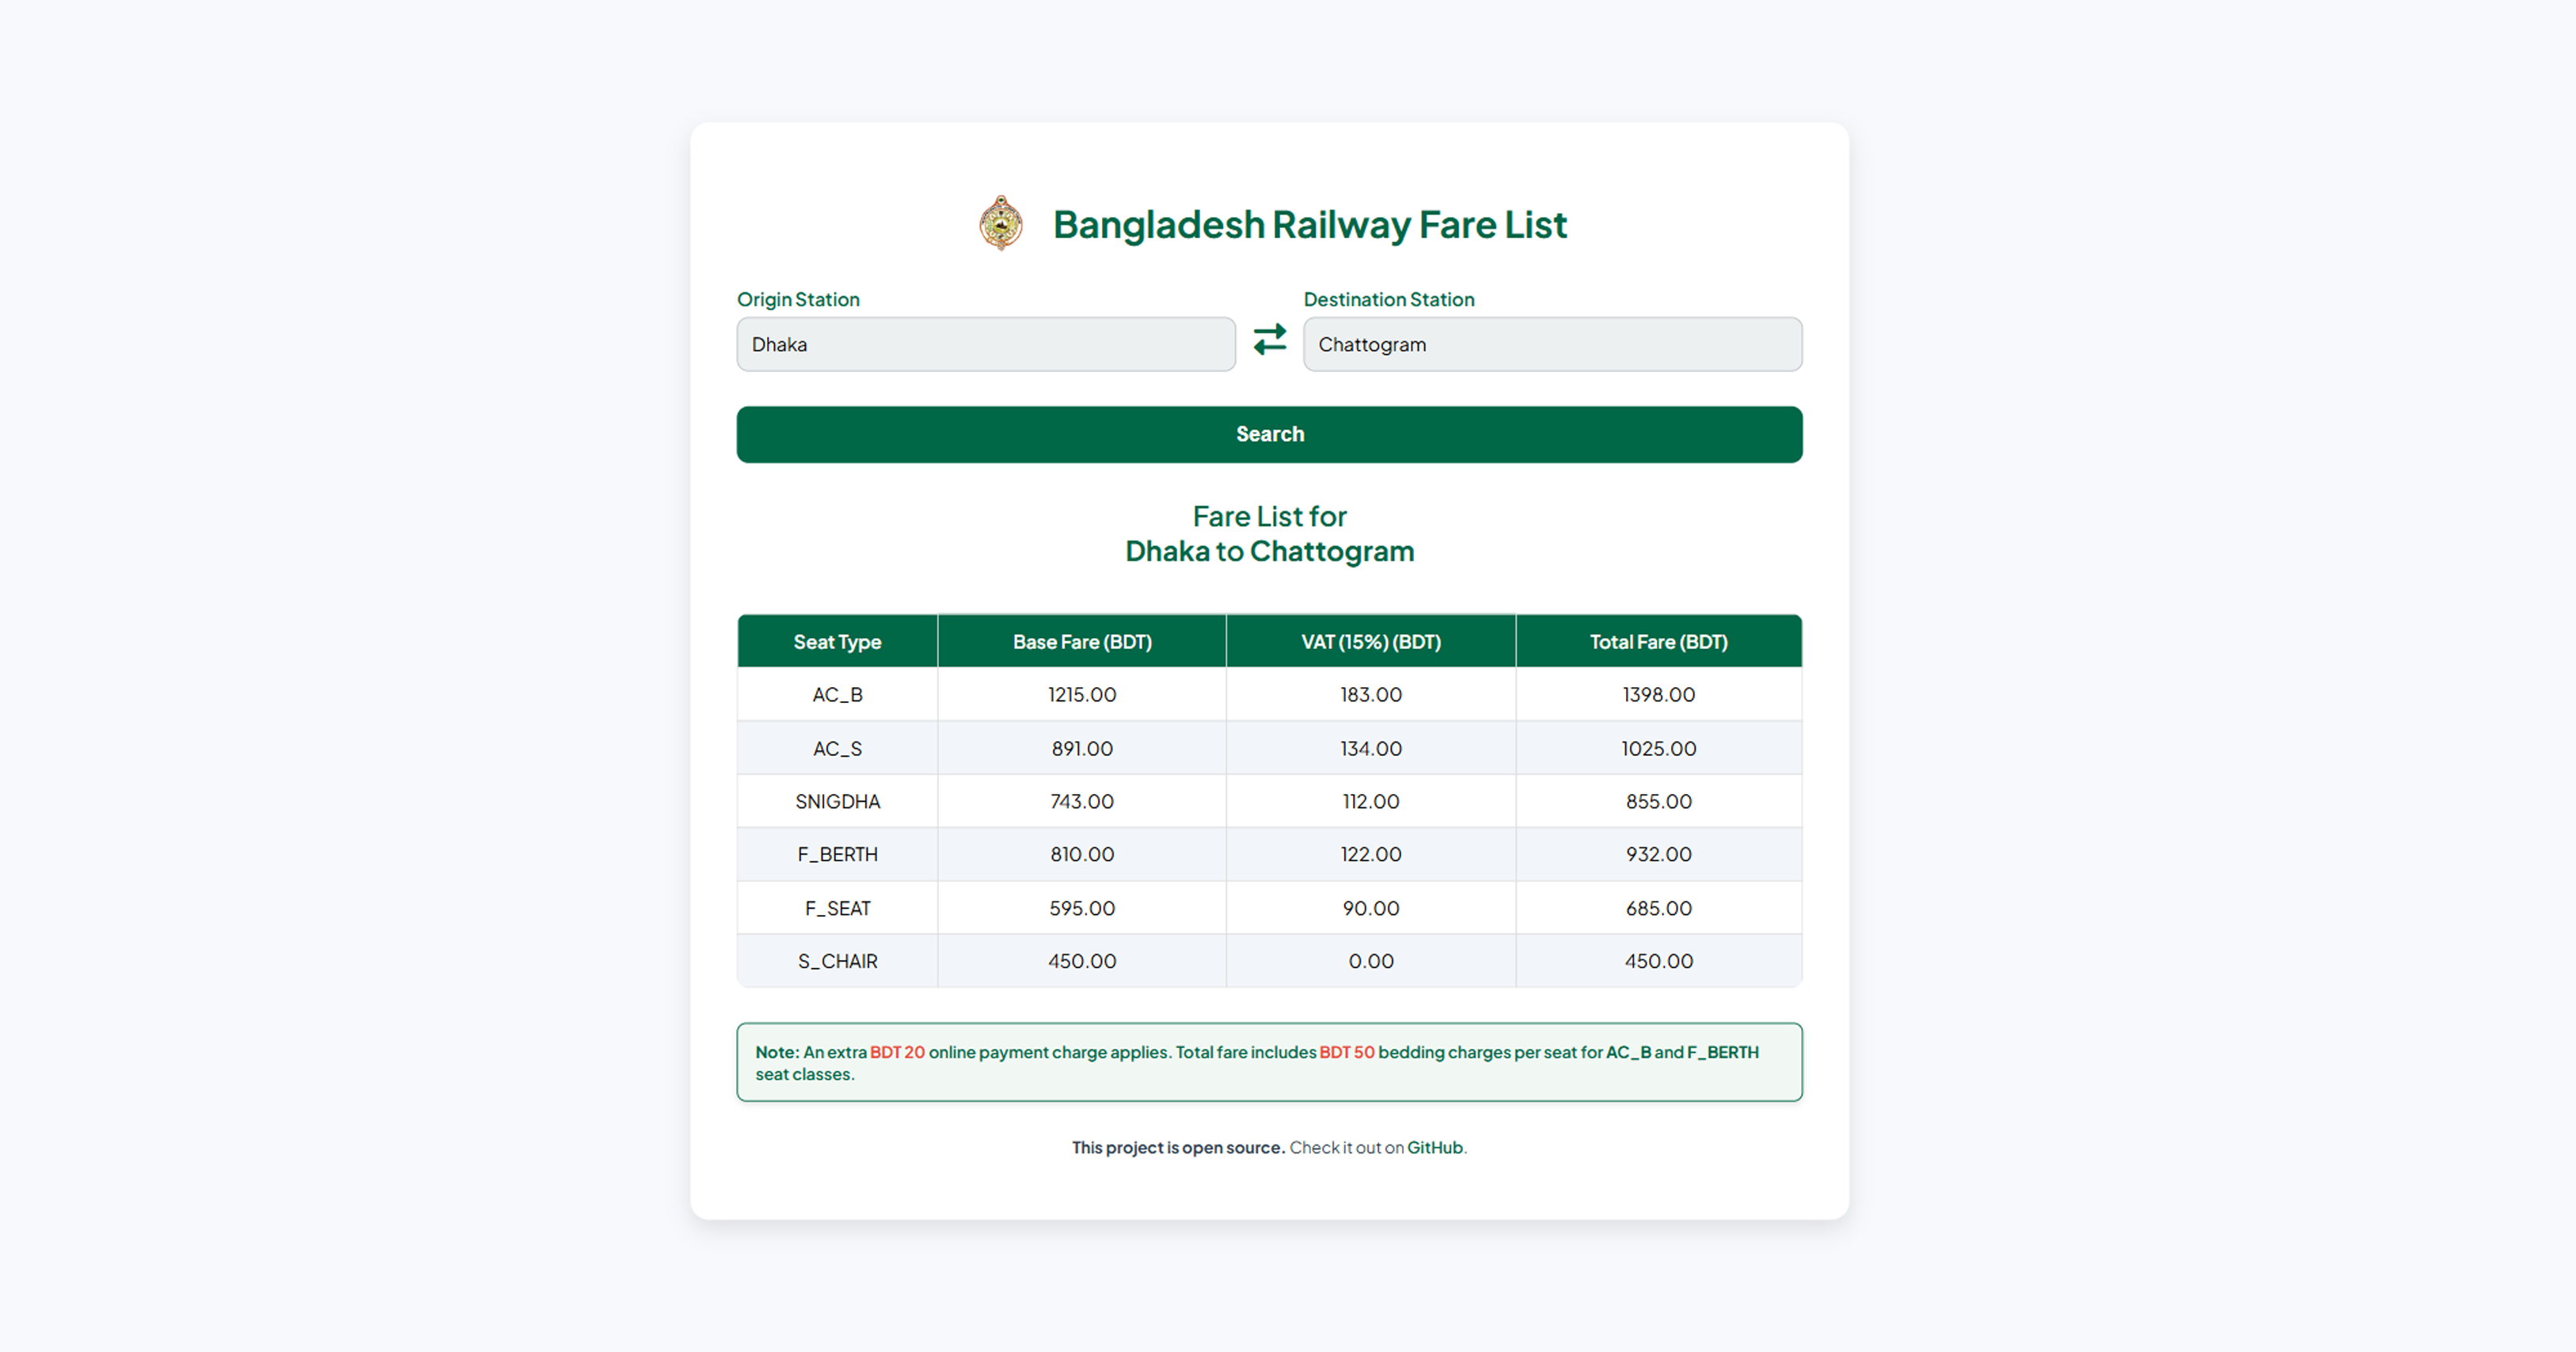 Bangladesh Railway Fare List
Origin Station
Destination Station
Dhaka
Chattogram
Search
Fare List for
Dhaka to Chattogram
Seat Type Base Fare (BDT) VAT (15%) (BDT) Total Fare (BDT)
AC_B 1215.00 183.00 1398.00
AC_S 891.00 134.00 1025.00
SNIGDHA 743.00 112.00 855.00
F_BERTH 810.00 122.00 932.00
F_SEAT 595.00 90.00 685.00
S_CHAIR 450.00 0.00 450.00
Note: An extra BDT 20 online payment charge applies. Total fare includes BDT 50 bedding charges per seat for AC_B and F_BERTH
seat classes.
This project is open source. Check it out on GitHub.